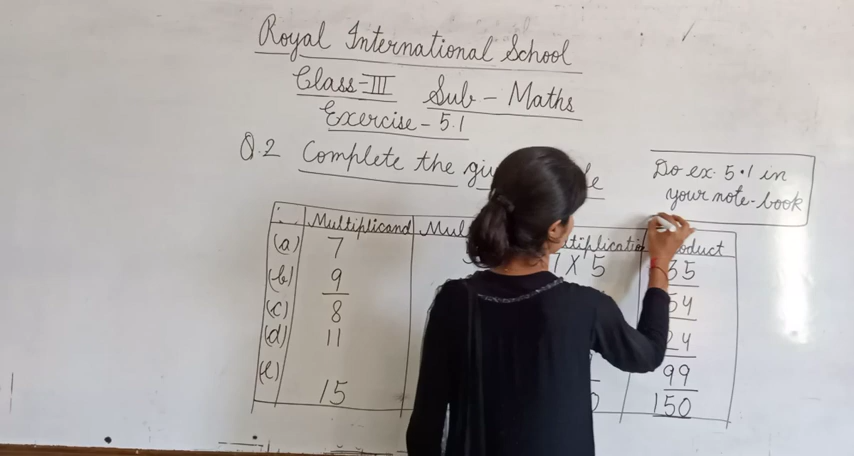 Royal International School
Class-III Sub-Maths
Exercise-5.1
Q.2 Complete the
Do ex. 5.1 in
your note-book
Multiplicand
(a) 7 7 X 5 35
(b) 9 54
(c) 8 24
(d) 11 99
(e) 15 150